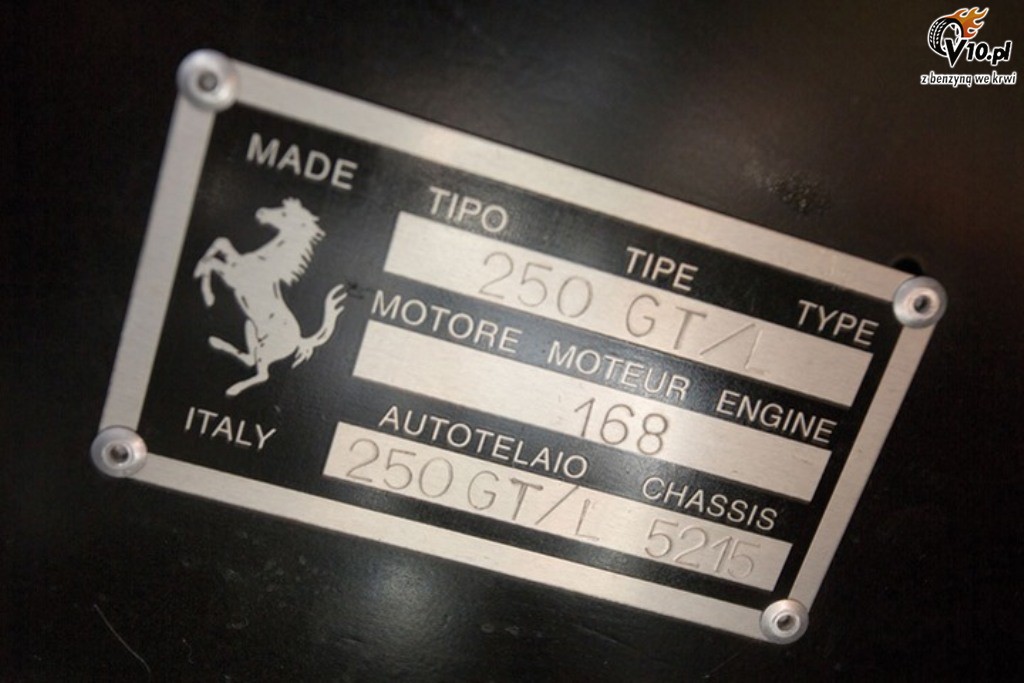 V10.pl
z benzyną we krwi
MADE
ITALY
TIPO TIPE TYPE
250 GT/L
MOTORE MOTEUR ENGINE
168
AUTOTELAIO CHASSIS
250 GT/L 5215